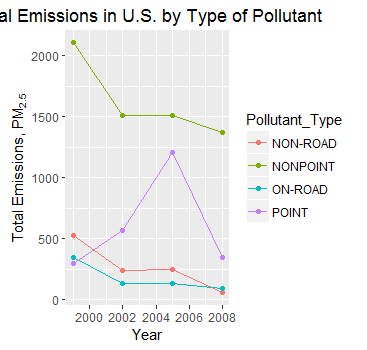 al Emissions in U.S. by Type of Pollutant
Total Emissions, PM2.5
2000
1500
1000
500
0
2000 2002 2004 2006 2008
Year
Pollutant_Type
NON-ROAD
NONPOINT
ON-ROAD
POINT